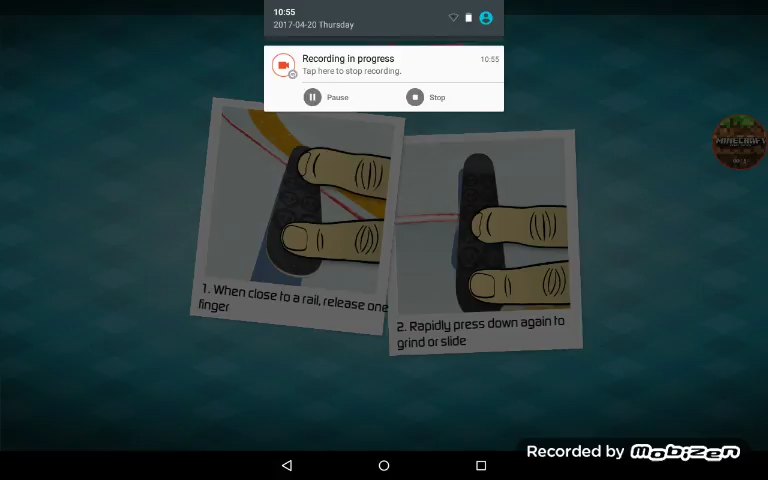 10:55
2017-04-20 Thursday
Recording in progress
10:55
Tap here to stop recording.
Pause
Stop
MINECRAFT
1. When close to a rail, release one
finger
2. Rapidly press down again to
grind or slide
Recorded by Mobizen